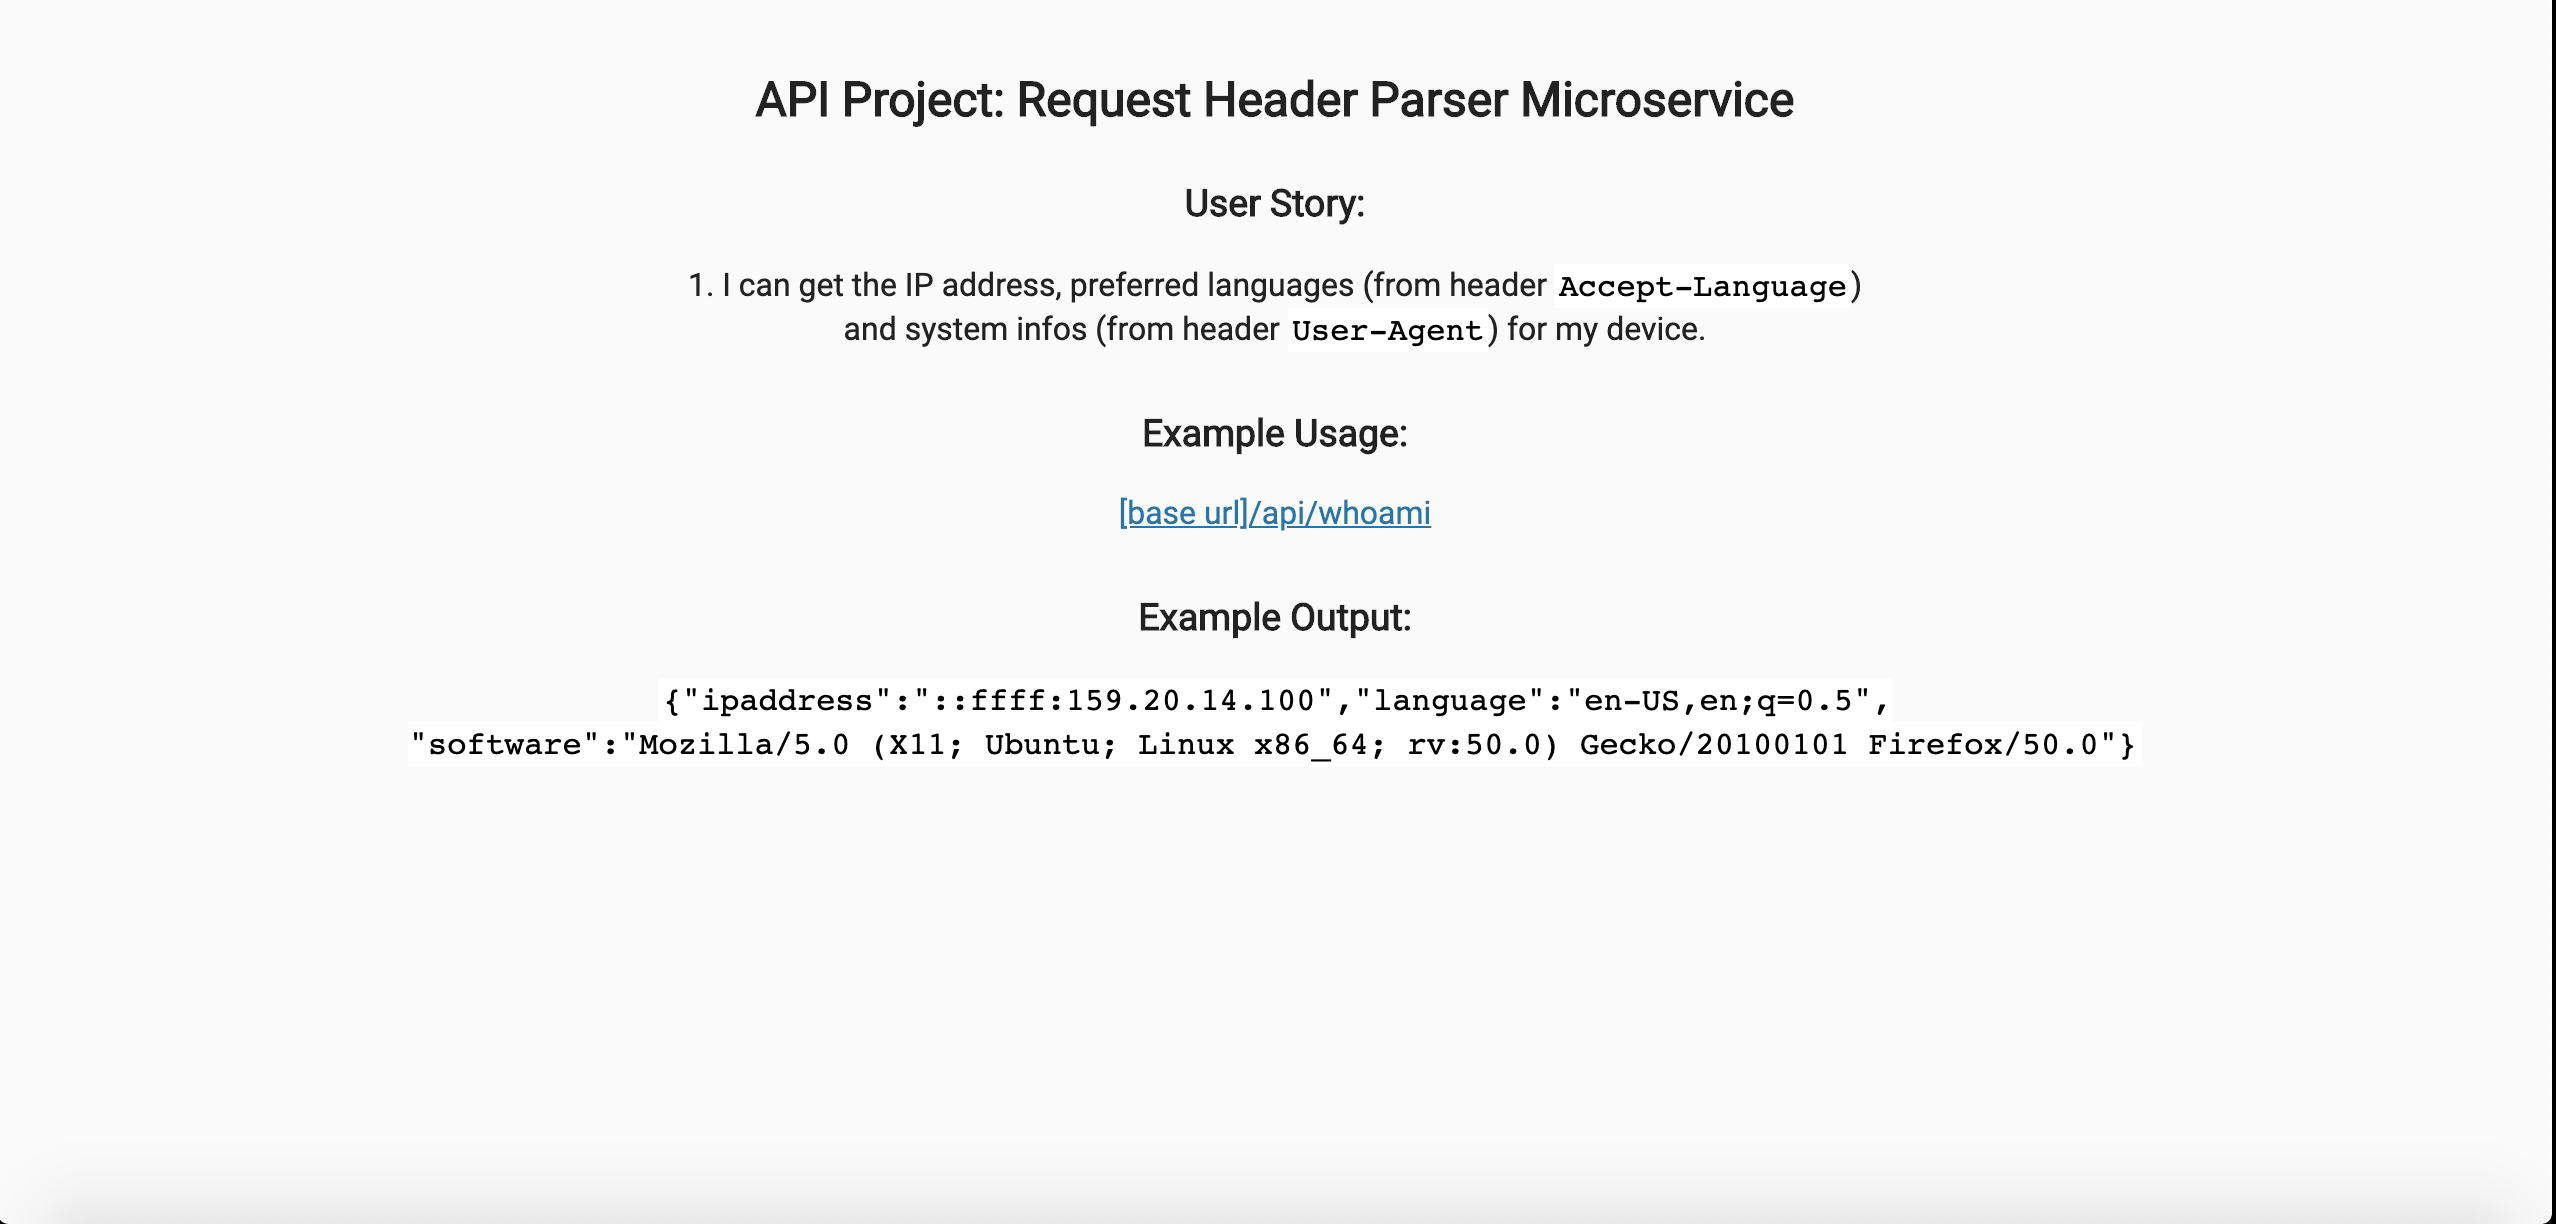 API Project: Request Header Parser Microservice
User Story:
1. I can get the IP address, preferred languages (from header Accept-Language)
and system infos (from header User-Agent) for my device.
Example Usage:
[base url]/api/whoami
Example Output:
{"ipaddress":"::ffff:159.20.14.100","language":"en-US,en;q=0.5",
"software":"Mozilla/5.0 (X11; Ubuntu; Linux x86_64; rv:50.0) Gecko/20100101 Firefox/50.0"}